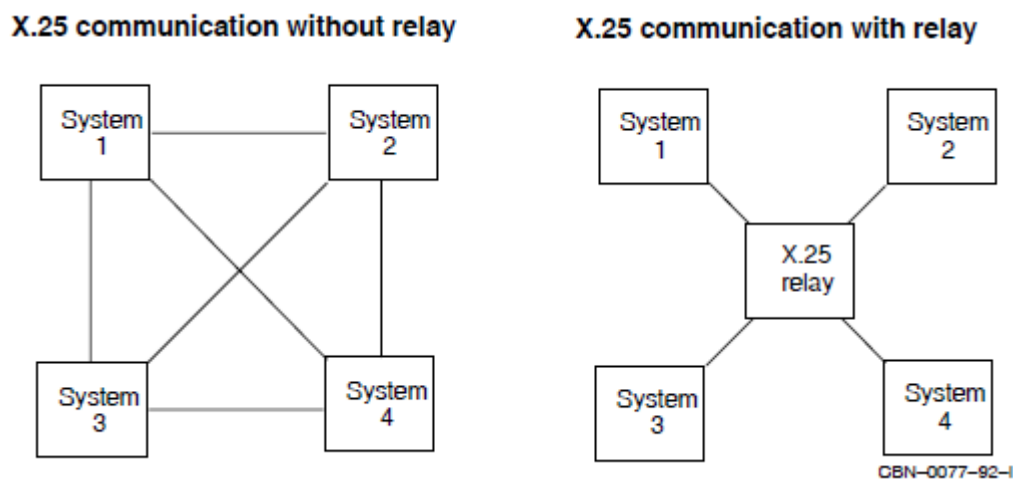 X.25 communication without relay
System
1
System
2
System
3
System
4
X.25 communication with relay
System
1
System
2
X.25
relay
System
3
System
4
CBN–0077–92–I